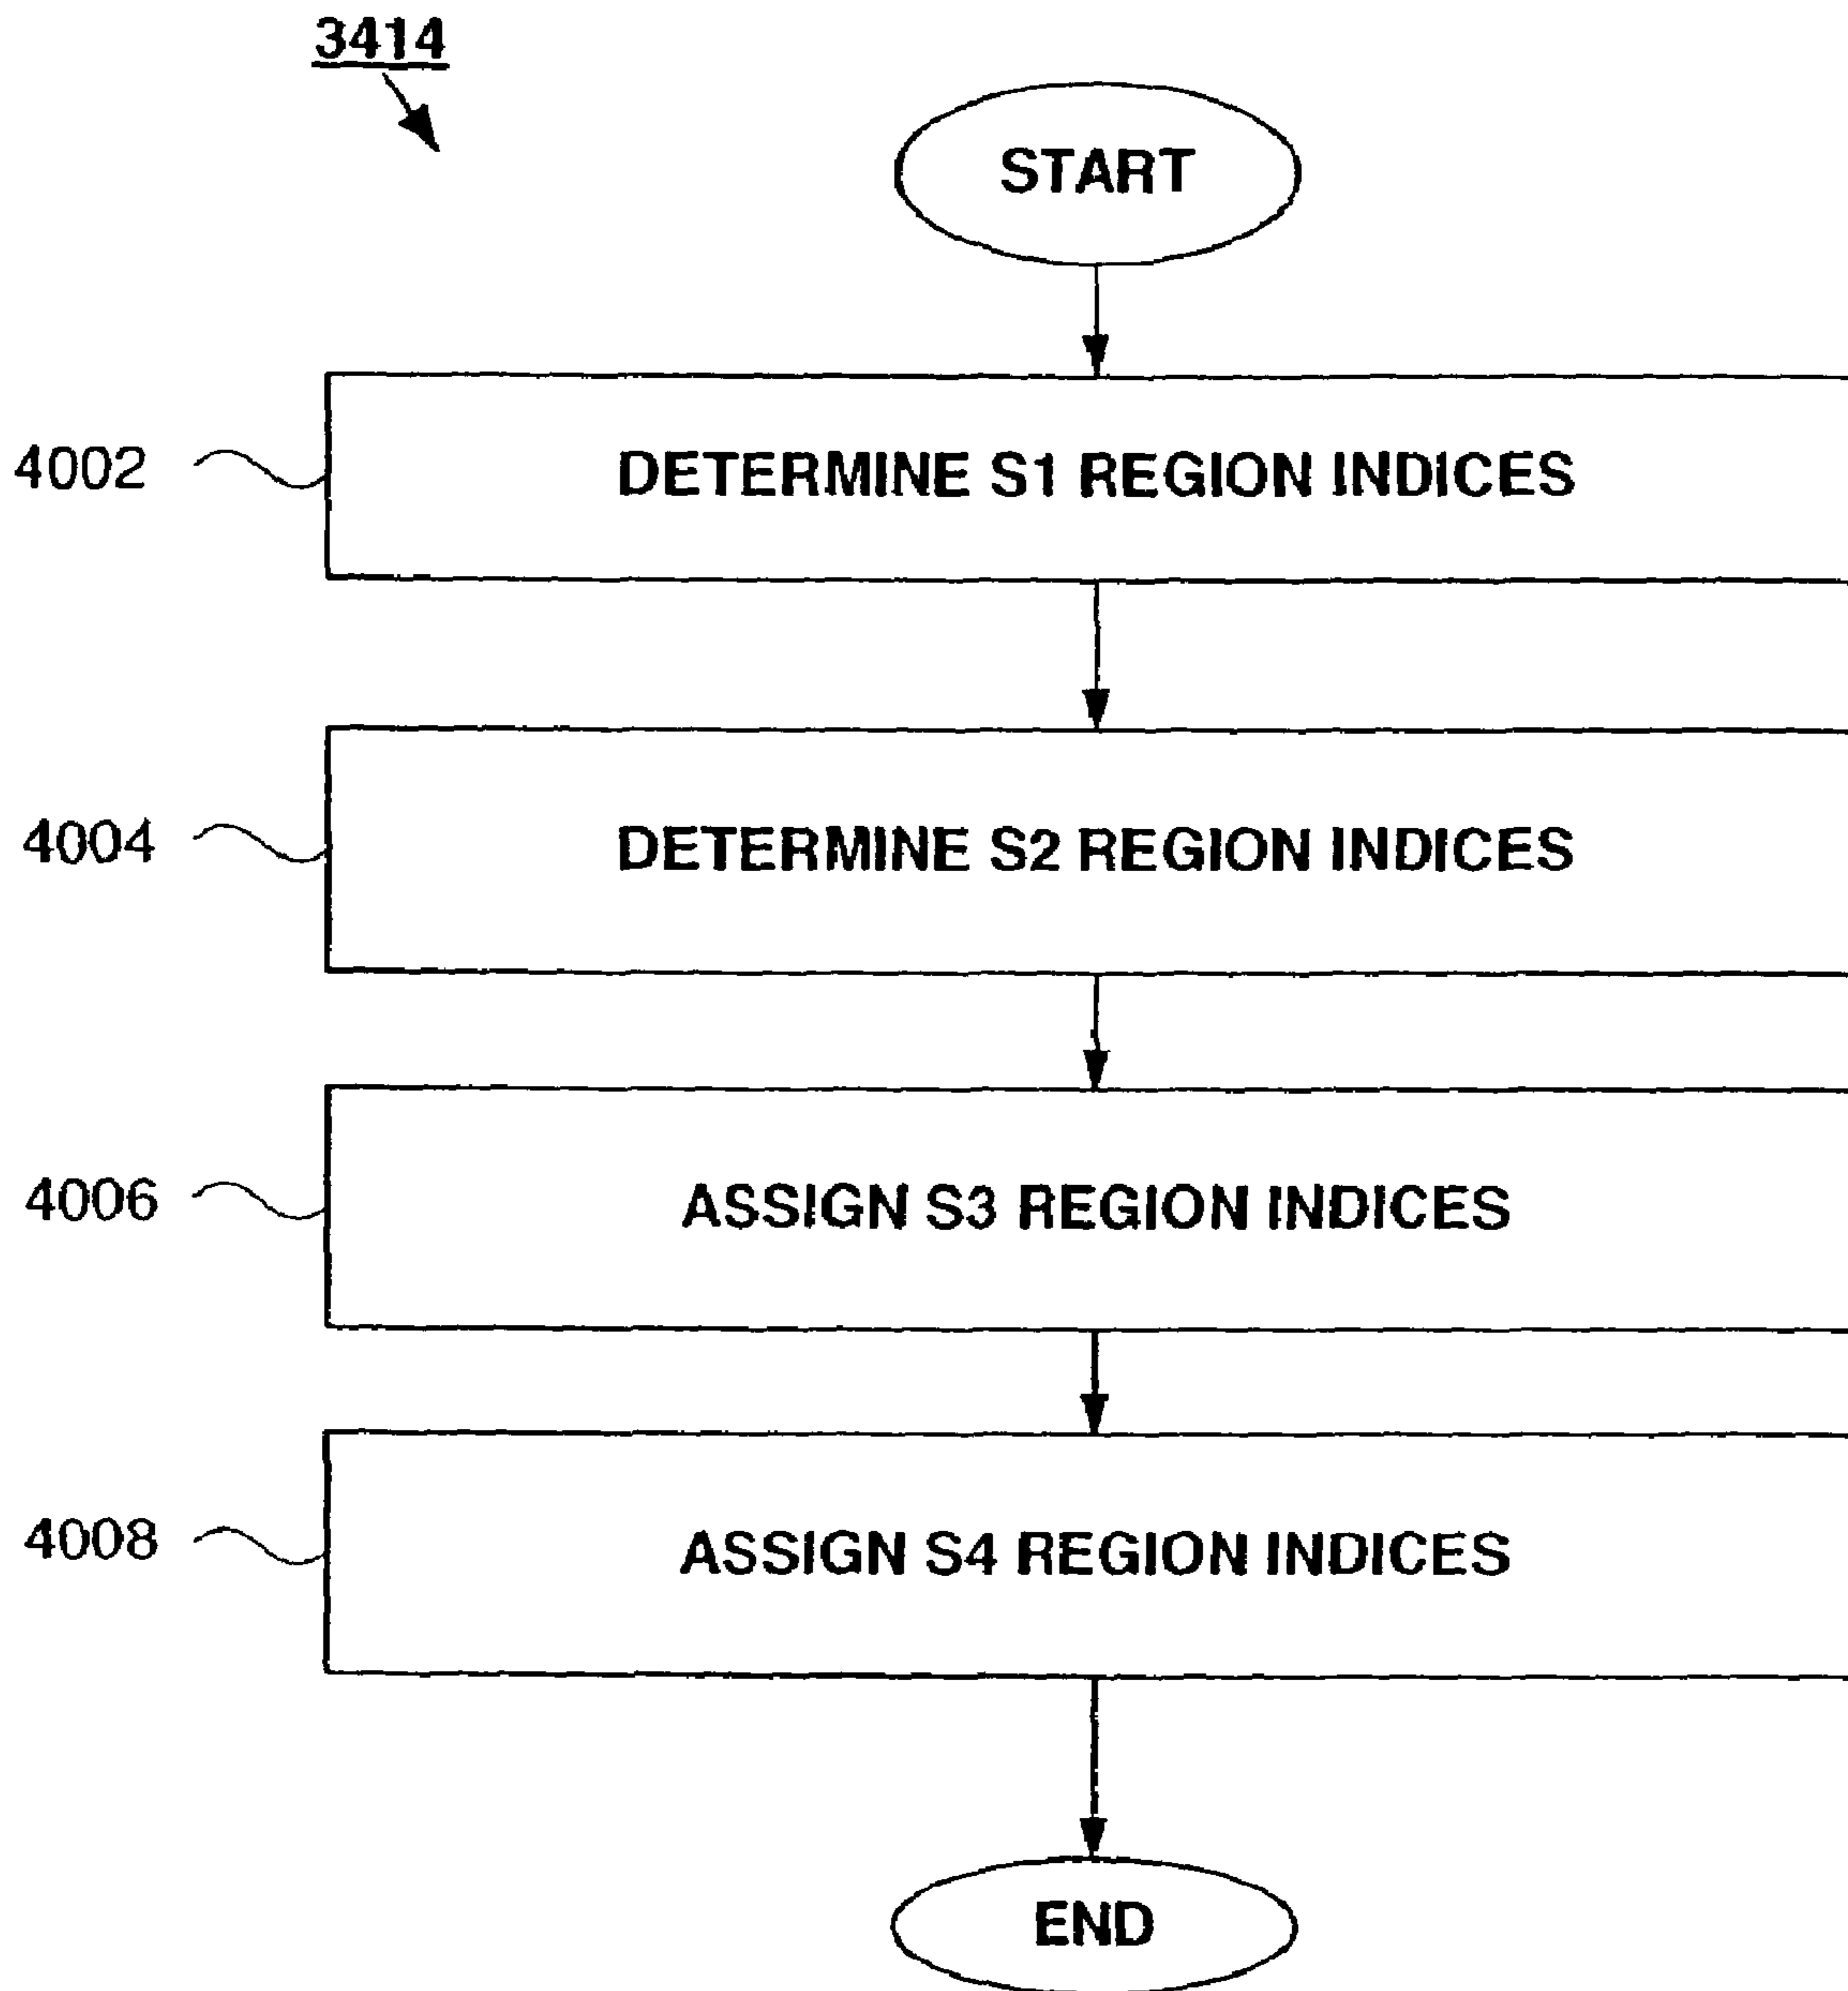 3414
START
4002 DETERMINE S1 REGION INDICES
4004 DETERMINE S2 REGION INDICES
4006 ASSIGN S3 REGION INDICES
4008 ASSIGN S4 REGION INDICES
END